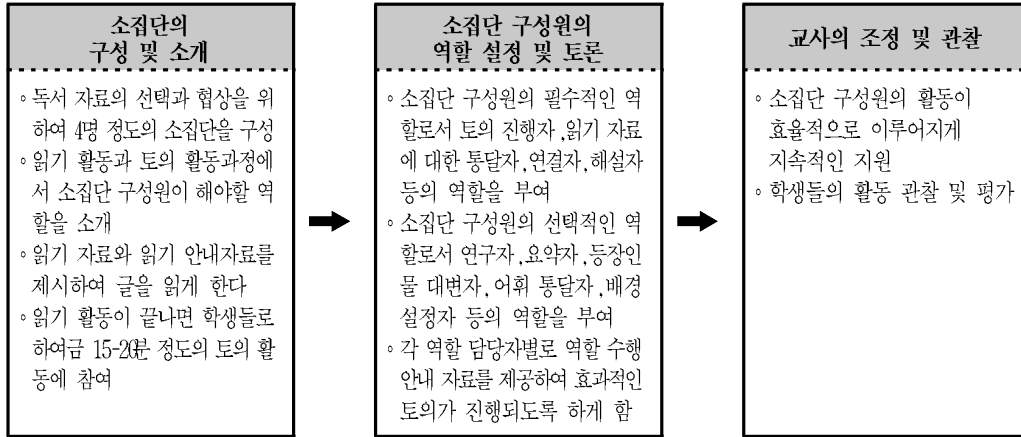 소집단의
구성 및 소개
◦독서 자료의 선택과 협상을 위
하여 4명 정도의 소집단을 구성
◦읽기 활동과 토의 활동과정에
서 소집단 구성원이 해야할 역
할을 소개
◦읽기 자료와 읽기 안내자료를
제시하여 글을 읽게 한다
◦읽기 활동이 끝나면 학생들로
하여금 15-20분 정도의 토의 활
동에 참여
소집단 구성원의
역할 설정 및 토론
◦소집단 구성원의 필수적인 역
할로서 토의 진행자,읽기 자료
에 대한 통달자,연결자,해설자
등의 역할을 부여
◦소집단 구성원의 선택적인 역
할로서 연구자,요약자,등장인
물 대변자,어휘 통달자,배경
설정자 등의 역할을 부여
◦각 역할 담당자별로 역할 수행
안내 자료를 제공하여 효과적인
토의가 진행되도록 하게 함
교사의 조정 및 관찰
◦소집단 구성원의 활동이
효율적으로 이루어지게
지속적인 지원
◦학생들의 활동 관찰 및 평가